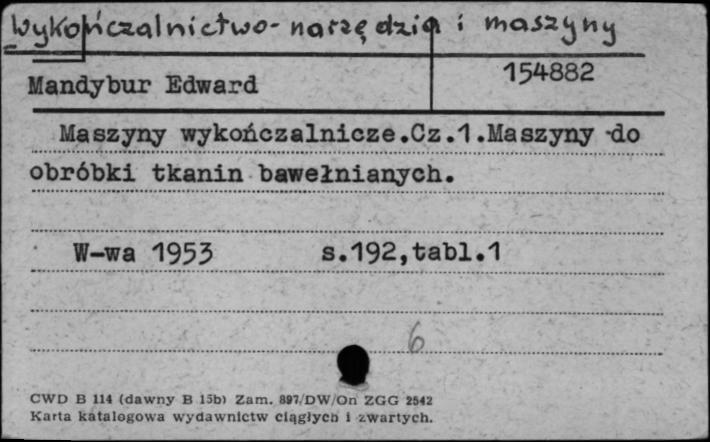 Wykończalnictwo - narzędzia i maszyny
Mandybur Edward
154882
Maszyny wykończalnicze.Cz.1.Maszyny do
obróbki tkanin bawełnianych.
W-wa 1953 s.192,tabl.1
6
CWD B 114 (dawny B 15b) Zam. 897/DW/On ZGG 2542
Karta katalogowa wydawnictw ciągłych i zwartych.